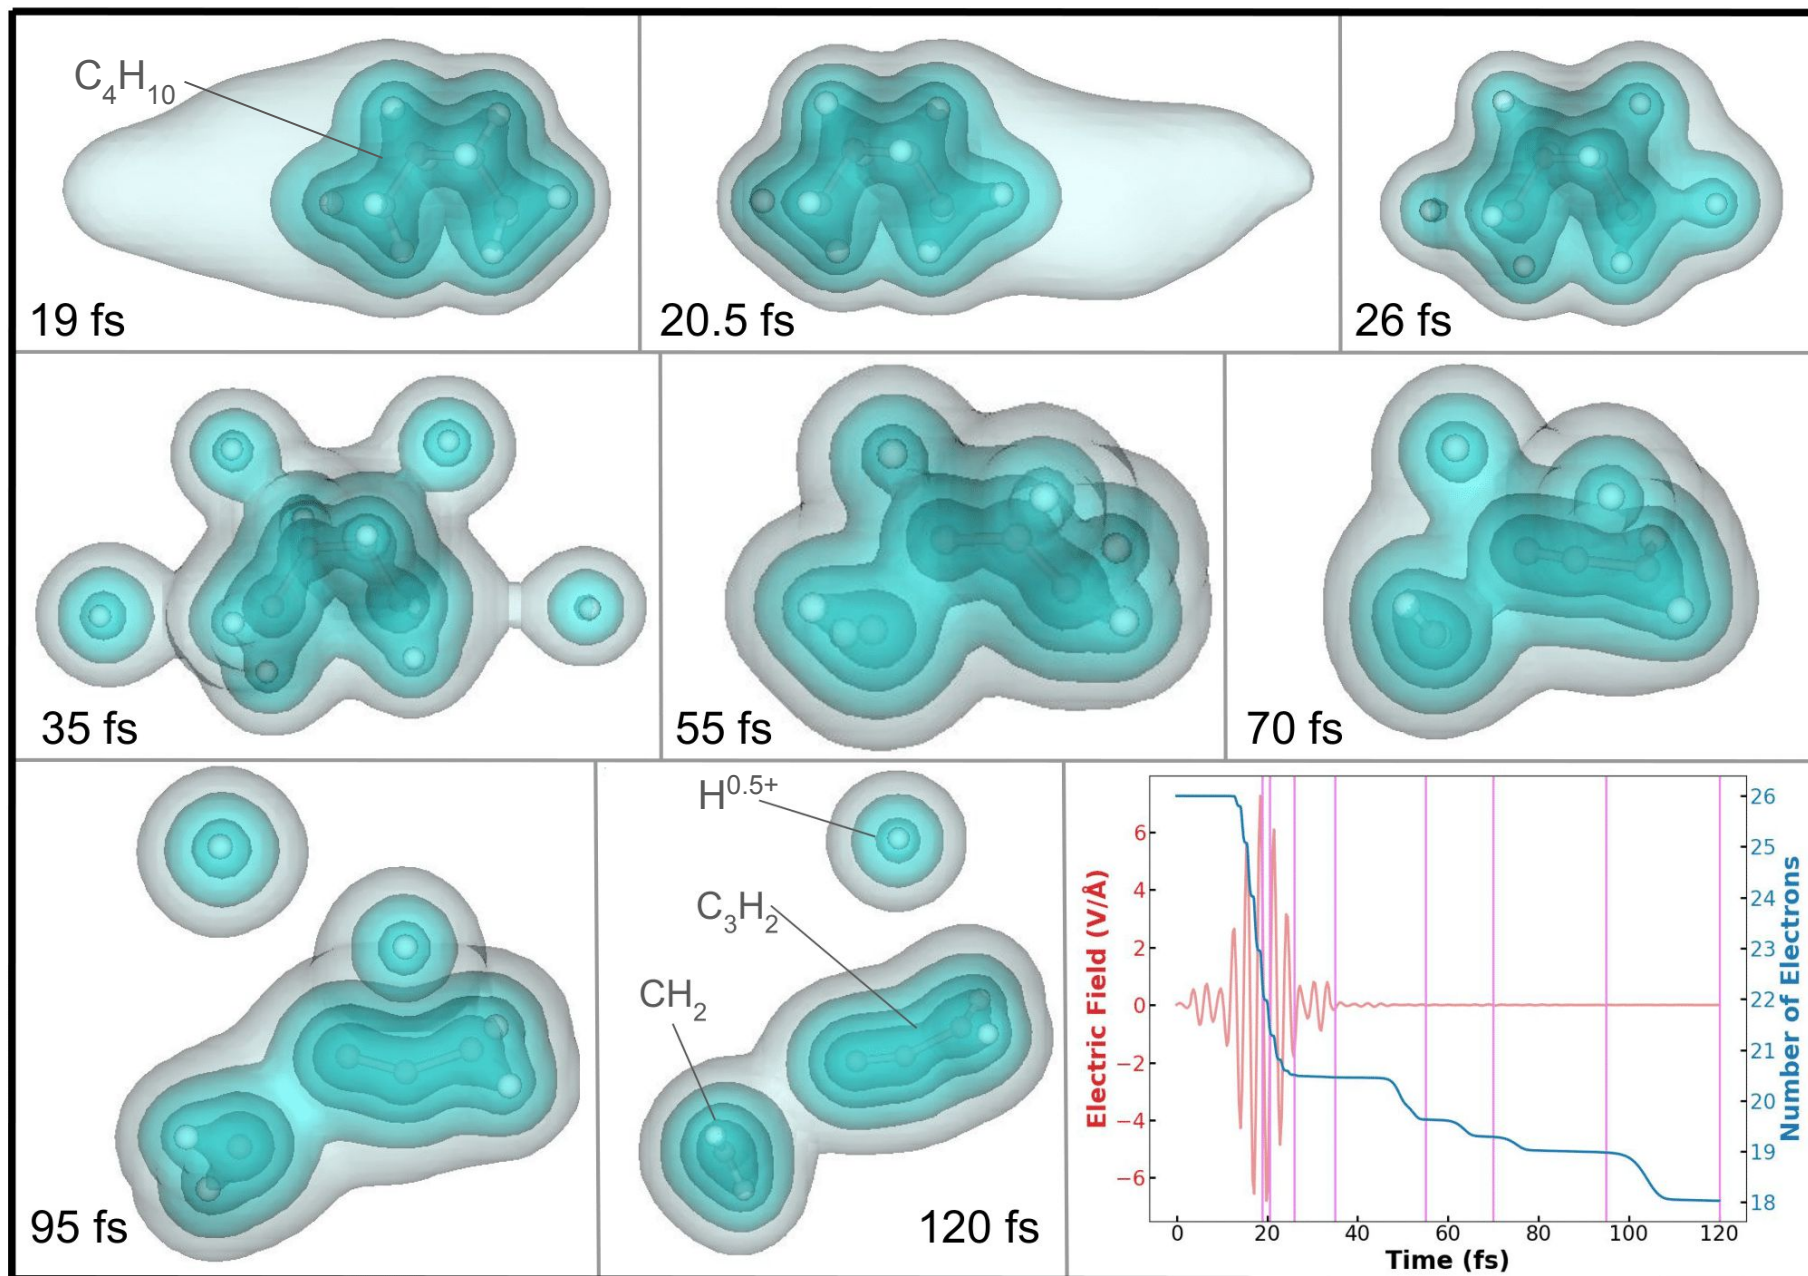 C₄H₁₀
19 fs
20.5 fs
26 fs
35 fs
55 fs
70 fs
95 fs
H⁰·⁵⁺
C₃H₂
CH₂
120 fs
Electric Field (V/Å)
6
4
2
0
−2
−4
−6
26
25
24
23
22
21
20
19
18
Number of Electrons
0 20 40 60 80 100 120
Time (fs)